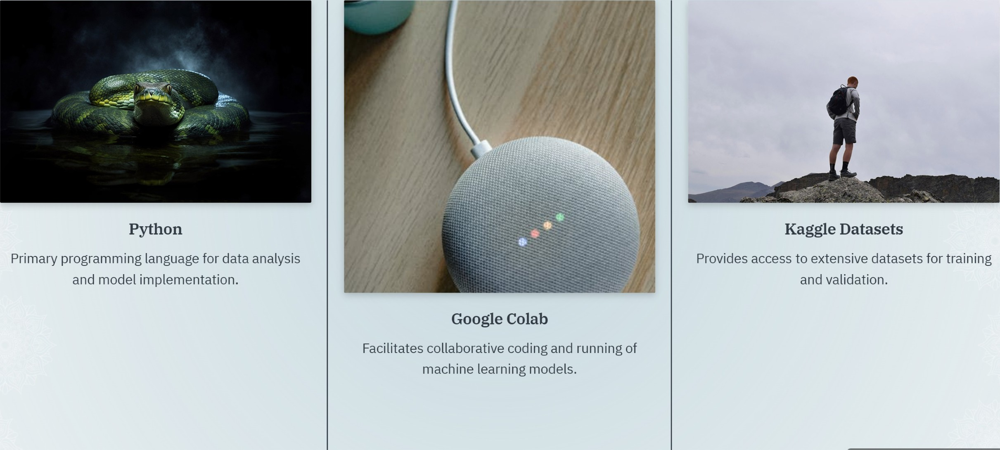 Python
Primary programming language for data analysis
and model implementation.
Google Colab
Facilitates collaborative coding and running of
machine learning models.
Kaggle Datasets
Provides access to extensive datasets for training
and validation.